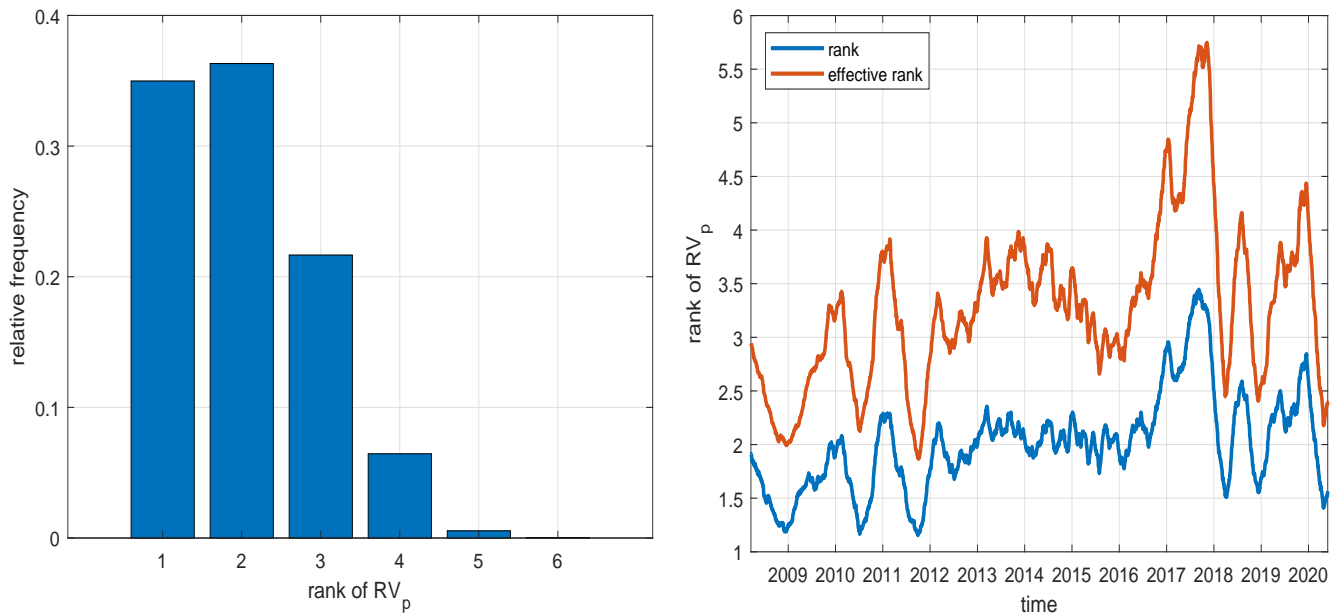 0.4
0.3
0.2
0.1
0
relative frequency
1 2 3 4 5 6
rank of RV_p
6
5.5
5
4.5
4
3.5
3
2.5
2
1.5
1
rank of RV_p
rank
effective rank
2009 2010 2011 2012 2013 2014 2015 2016 2017 2018 2019 2020
time